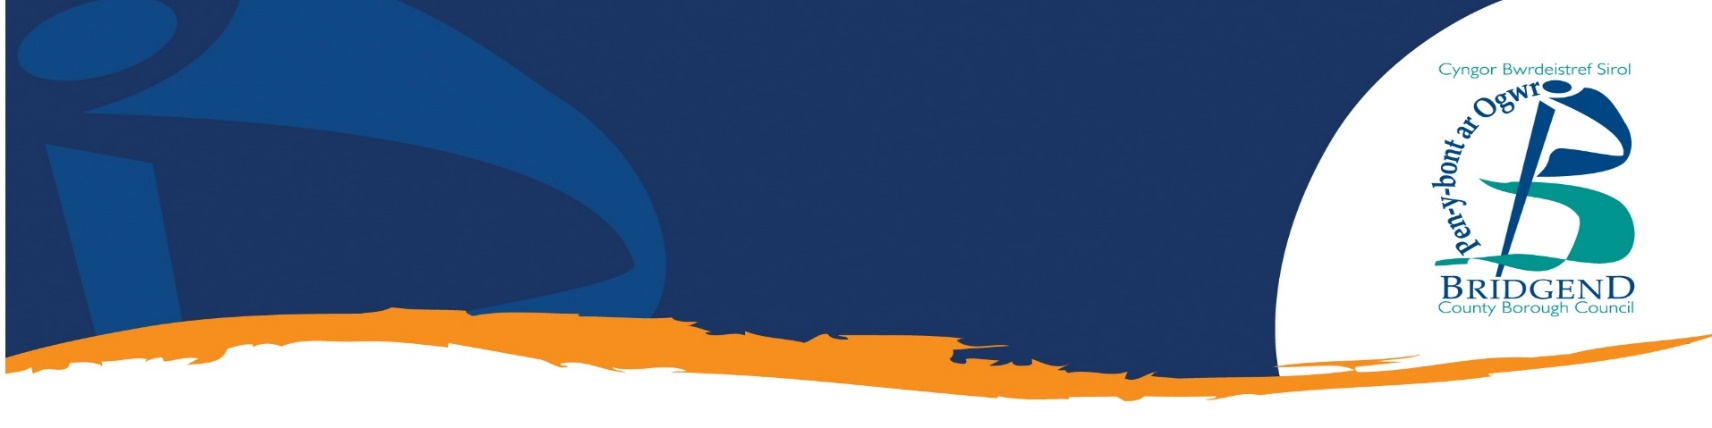 Cyngor Bwrdeistref Sirol
Pen-y-bont ar Ogwr
BRIDGEND
County Borough Council